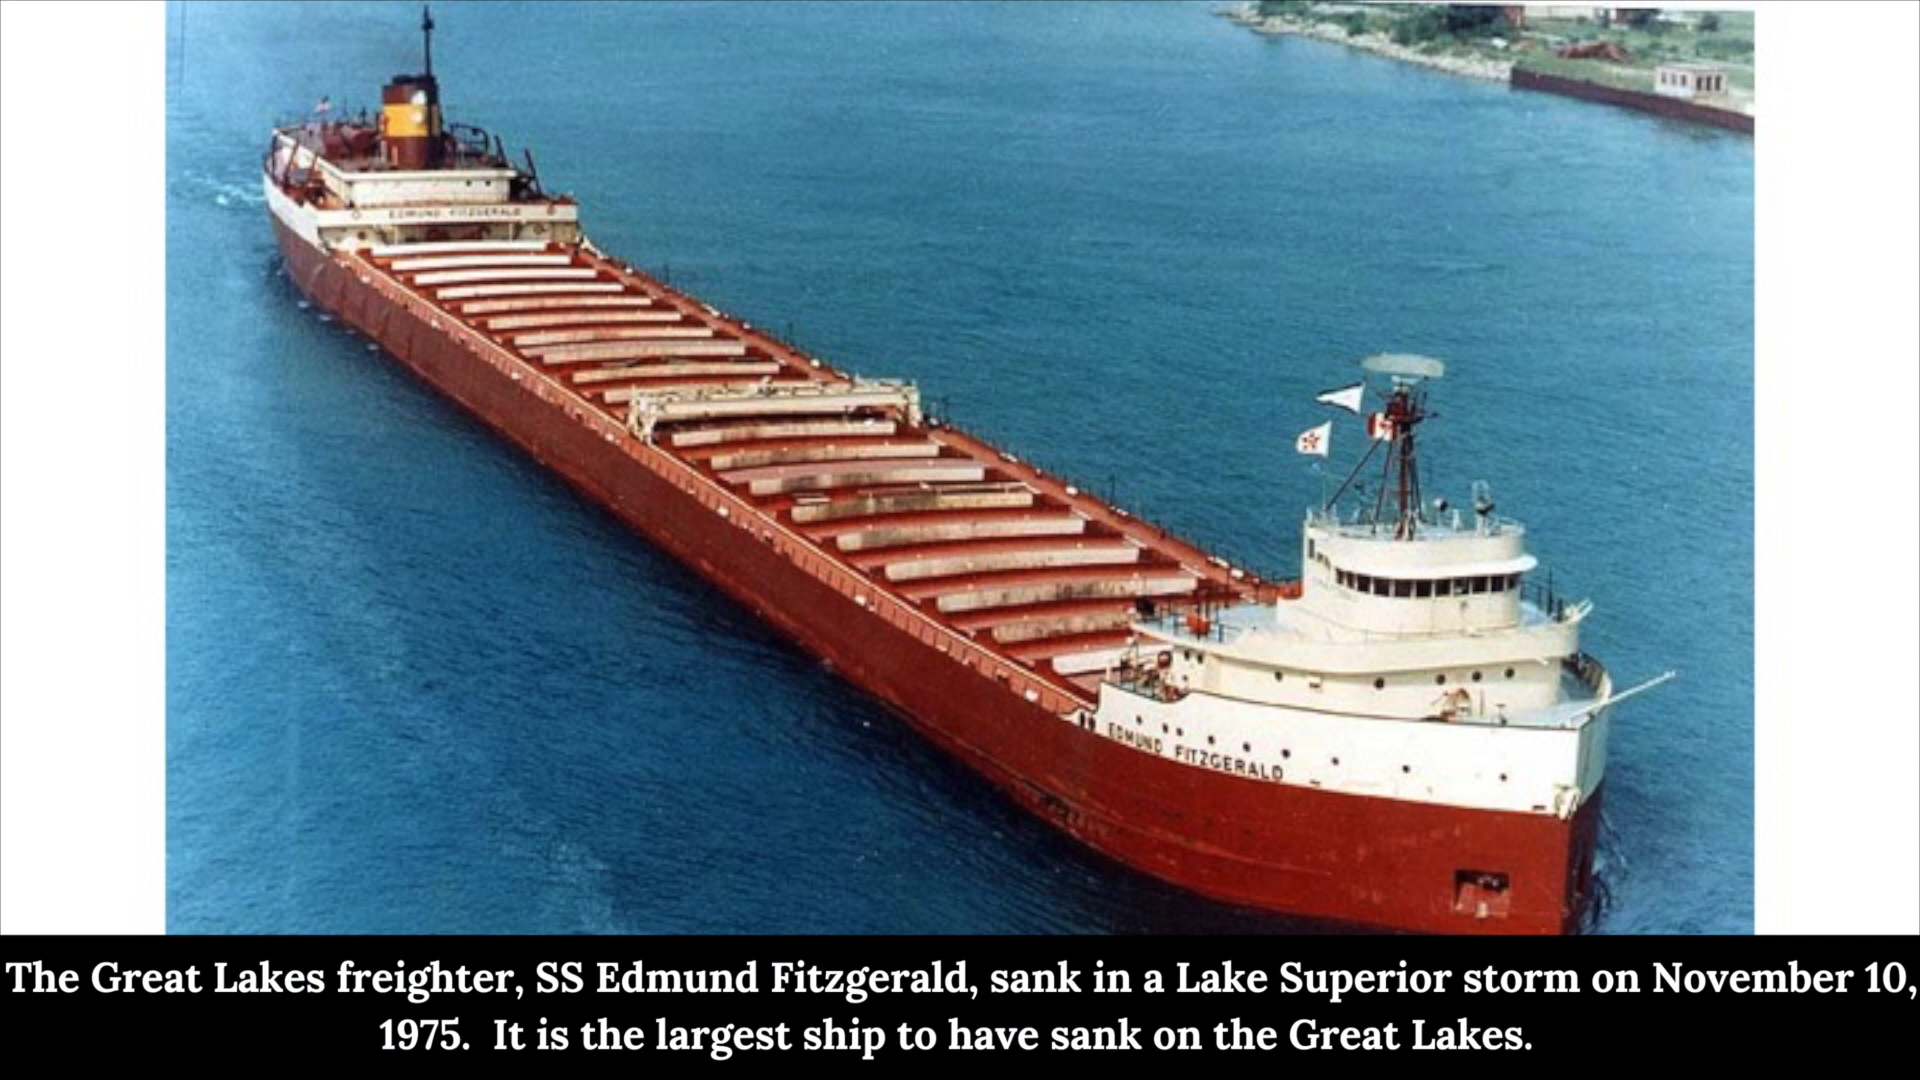 EDMUND FITZGERALD
EDMUND FITZGERALD
The Great Lakes freighter, SS Edmund Fitzgerald, sank in a Lake Superior storm on November 10,
1975.  It is the largest ship to have sank on the Great Lakes.